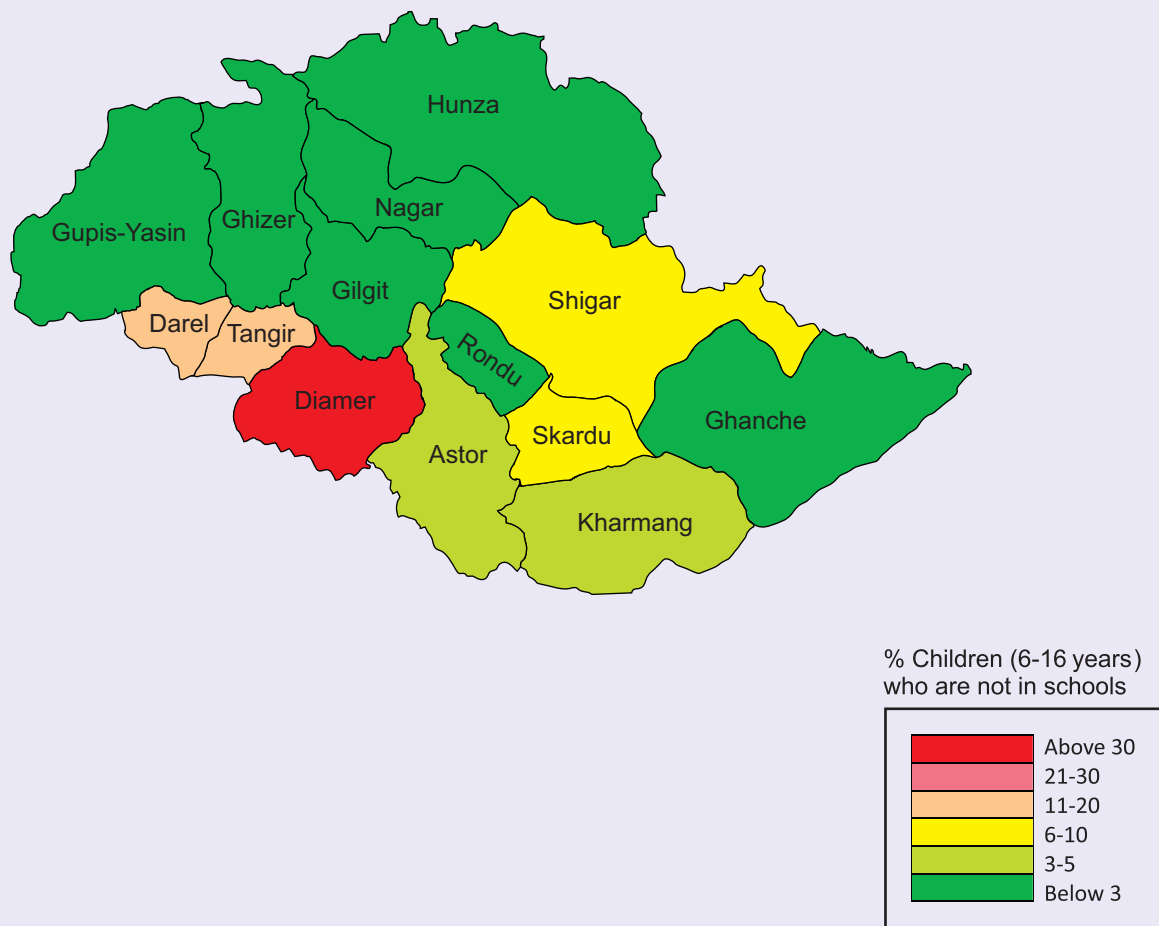 Hunza
Nagar
Ghizer
Gupis-Yasin
Gilgit
Shigar
Darel
Tangir
Rondu
Diamer
Ghanche
Skardu
Astor
Kharmang
% Children (6-16 years)
who are not in schools
Above 30
21-30
11-20
6-10
3-5
Below 3